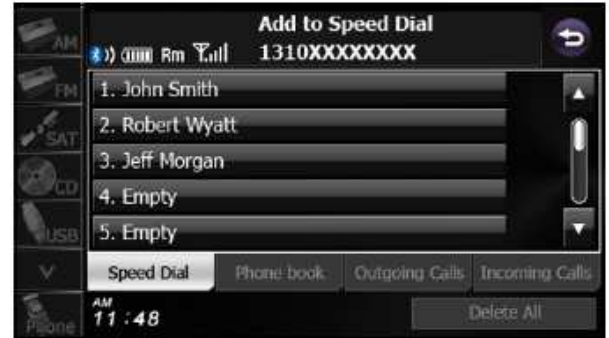 AM
Add to Speed Dial
Rm 1310XXXXXXX
FM
1. John Smith
SAT
2. Robert Wyatt
3. Jeff Morgan
CD
4. Empty
USB
5. Empty
Speed Dial Phone book Outgoing Calls Incoming Calls
Phone
AM
11:48
Delete All